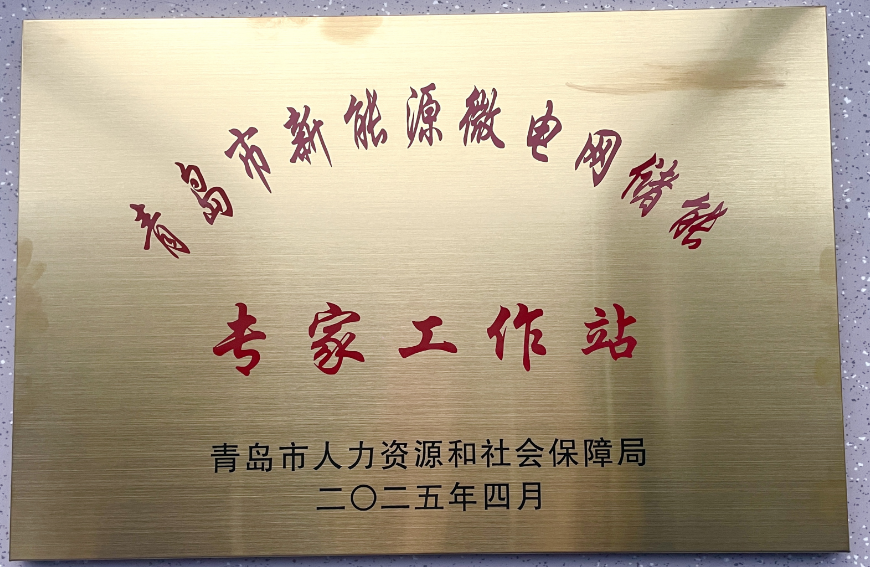 青岛市新能源微电网储能
专家工作站
青岛市人力资源和社会保障局
二〇二五年四月